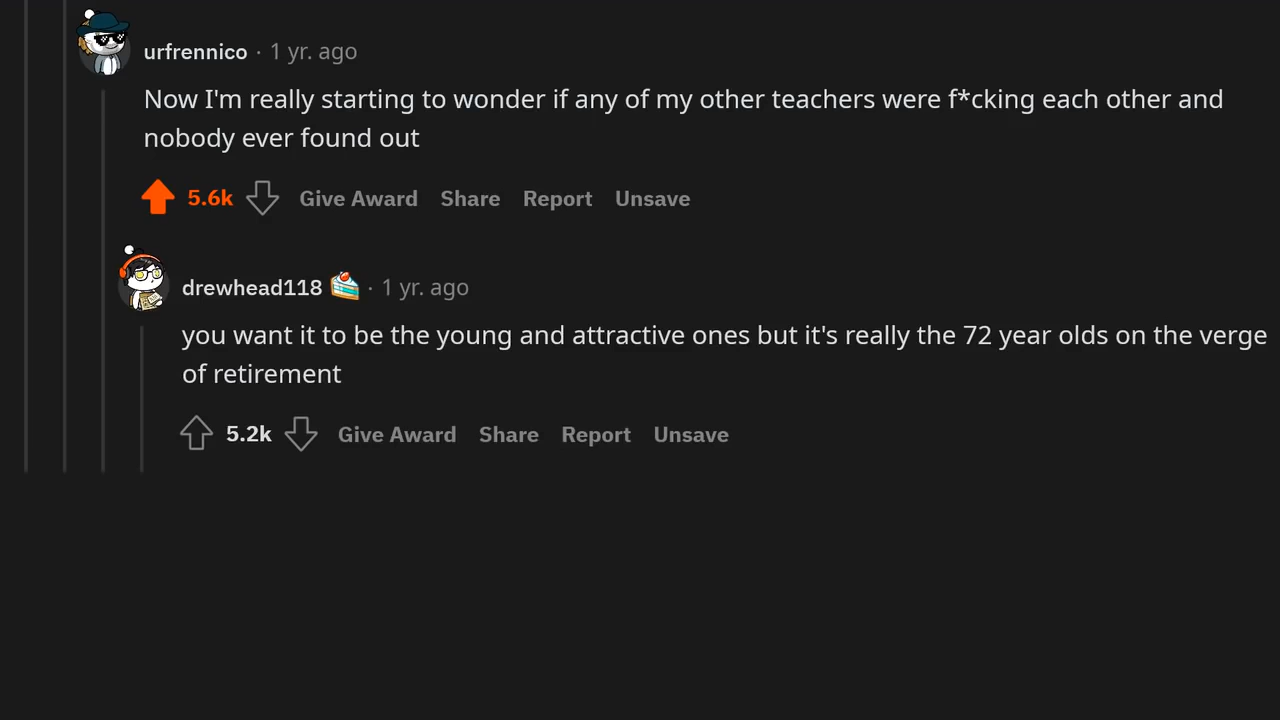 urfrennico · 1 yr. ago
Now I'm really starting to wonder if any of my other teachers were f*cking each other and
nobody ever found out
5.6k Give Award Share Report Unsave
drewhead118 🍰 · 1 yr. ago
you want it to be the young and attractive ones but it's really the 72 year olds on the verge
of retirement
5.2k Give Award Share Report Unsave